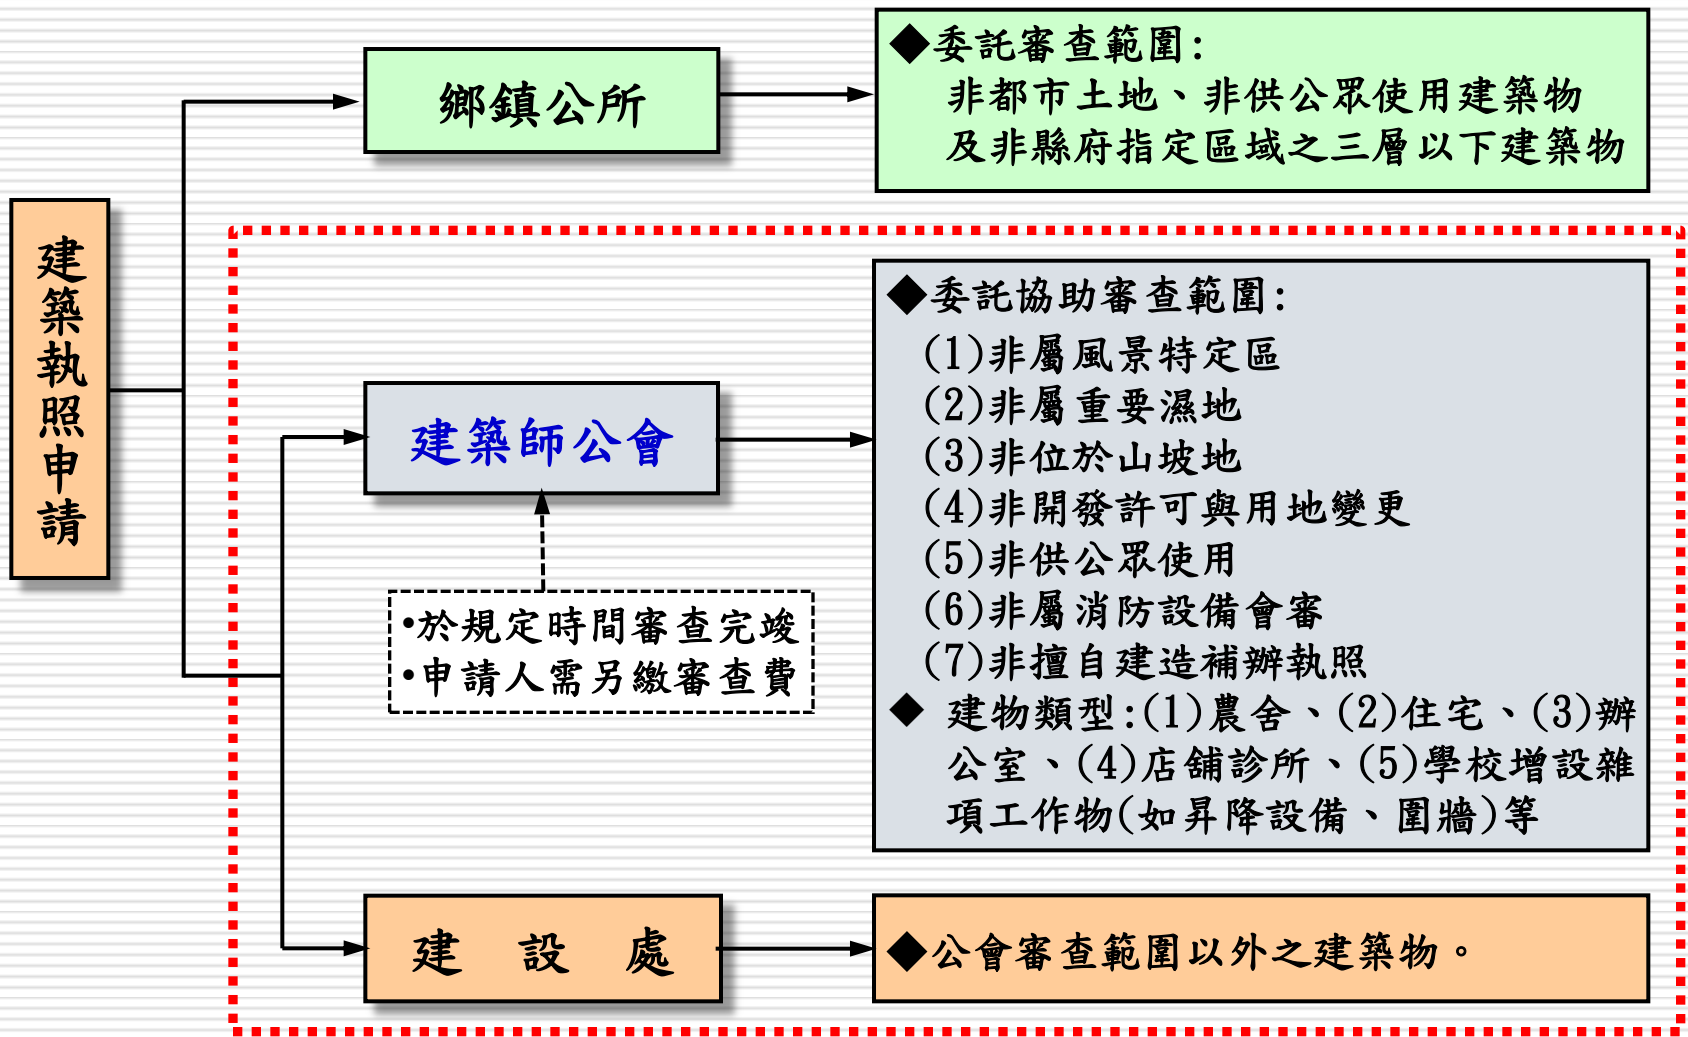 建築執照申請
鄉鎮公所
◆委託審查範圍:
非都市土地、非供公眾使用建築物
及非縣府指定區域之三層以下建築物
建築師公會
•於規定時間審查完竣
•申請人需另繳審查費
◆委託協助審查範圍:
(1)非屬風景特定區
(2)非屬重要濕地
(3)非位於山坡地
(4)非開發許可與用地變更
(5)非供公眾使用
(6)非屬消防設備會審
(7)非擅自建造補辦執照
◆ 建物類型:(1)農舍、(2)住宅、(3)辦
公室、(4)店舖診所、(5)學校增設雜
項工作物(如昇降設備、圍牆)等
建 設 處
◆公會審查範圍以外之建築物。